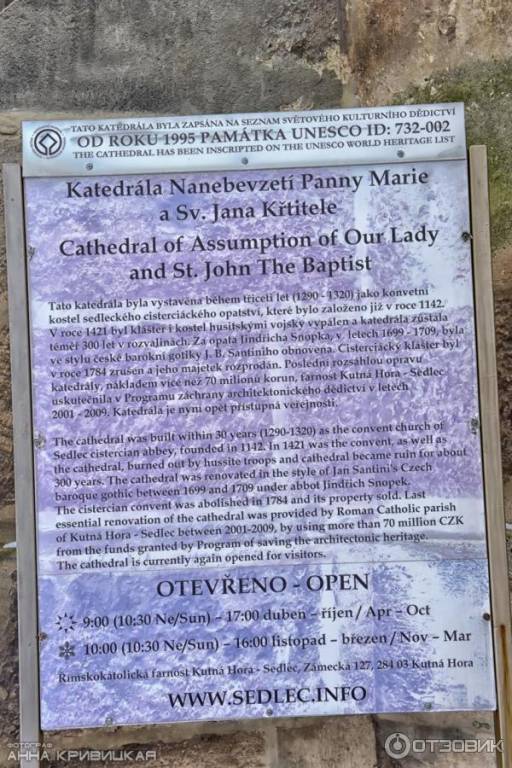 TATO KATEDRÁLA BYLA ZAPSÁNA NA SEZNAM SVĚTOVÉHO KULTURNÍHO DĚDICTVÍ
OD ROKU 1995 PAMÁTKA UNESCO ID: 732-002
THE CATHEDRAL HAS BEEN INSCRIPTED ON THE UNESCO WORLD HERITAGE LIST
Katedrála Nanebevzetí Panny Marie
a Sv. Jana Křtitele
Cathedral of Assumption of Our Lady
and St. John The Baptist
Tato katedrála byla vystavěna během třiceti let (1290 - 1320) jako konventní
kostel sedleckého cisterciáckého opatství, které bylo založeno již v roce 1142.
V roce 1421 byl klášter i kostel husitskými vojsky vypálen a katedrála zůstala
téměř 300 let v rozvalinách. Za opata Jindřicha Snopka, v letech 1699 - 1709, byla
ve stylu české barokní gotiky J. B. Santiniho obnovena. Cisterciácký klášter byl
v roce 1784 zrušen a jeho majetek rozprodán. Poslední rozsáhlou opravu
katedrály, nákladem více než 70 milionů korun, farnost Kutná Hora - Sedlec
uskutečnila v Programu záchrany architektonického dědictví v letech
2001 - 2009. Katedrála je nyní opět přístupná veřejnosti.
The cathedral was built within 30 years (1290-1320) as the convent church of
Sedlec cistercian abbey, founded in 1142. In 1421 was the convent, as well as
the cathedral, burned out by hussite troops and cathedral became ruin for about
300 years. The cathedral was renovated in the style of Jan Santini's Czech
baroque gothic between 1699 and 1709 under abbot Jindřich Snopek.
The cistercian convent was abolished in 1784 and its property sold. Last
essential renovation of the cathedral was provided by Roman Catholic parish
of Kutná Hora - Sedlec between 2001-2009, by using more than 70 million CZK
from the funds granted by Program of saving the architectonic heritage.
The cathedral is currently again opened for visitors.
OTEVŘENO - OPEN
9:00 (10:30 Ne/Sun) – 17:00 duben – říjen / Apr – Oct
10:00 (10:30 Ne/Sun) – 16:00 listopad – březen / Nov – Mar
Římskokatolická farnost Kutná Hora - Sedlec, Zámecká 127, 284 03 Kutná Hora
WWW.SEDLEC.INFO
ФОТОГРАФ
АННА КРИВИЦКАЯ
ОТЗОВИК